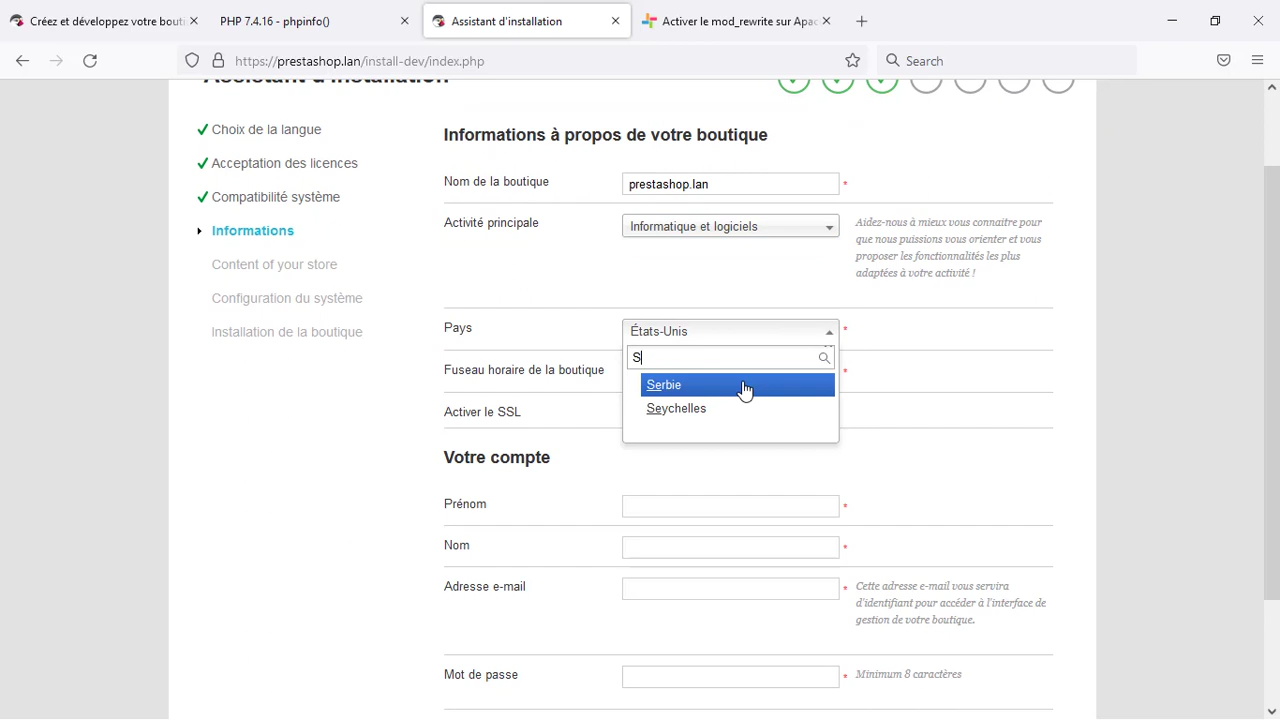 Créez et développez votre bouti
PHP 7.4.16 - phpinfo()
Assistant d'installation
Activer le mod_rewrite sur Apac
https://prestashop.lan/install-dev/index.php
Search
Assistant d'installation
Choix de la langue
Acceptation des licences
Compatibilité système
Informations
Content of your store
Configuration du système
Installation de la boutique
Informations à propos de votre boutique
Nom de la boutique
prestashop.lan
*
Activité principale
Informatique et logiciels
Aidez-nous à mieux vous connaitre pour
que nous puissions vous orienter et vous
proposer les fonctionnalités les plus
adaptées à votre activité !
Pays
États-Unis
*
S
Serbie
Seychelles
Fuseau horaire de la boutique
*
Activer le SSL
Votre compte
Prénom
*
Nom
*
Adresse e-mail
*
Cette adresse e-mail vous servira
d'identifiant pour accéder à l'interface de
gestion de votre boutique.
Mot de passe
*
Minimum 8 caractères